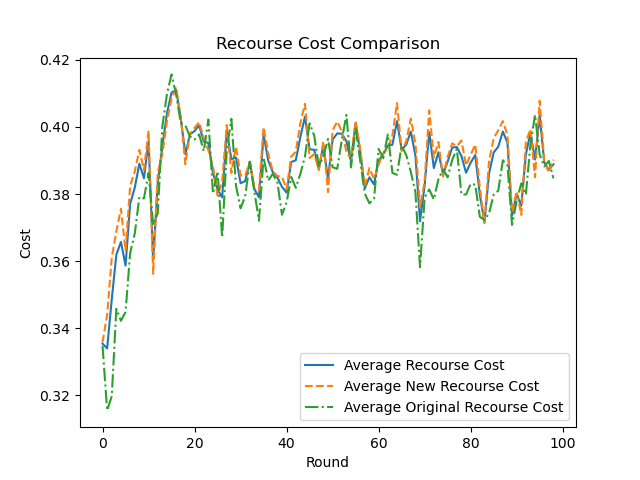 Recourse Cost Comparison
0.42
0.40
0.38
0.36
0.34
0.32
Cost
0 20 40 60 80 100
Round
Average Recourse Cost
Average New Recourse Cost
Average Original Recourse Cost